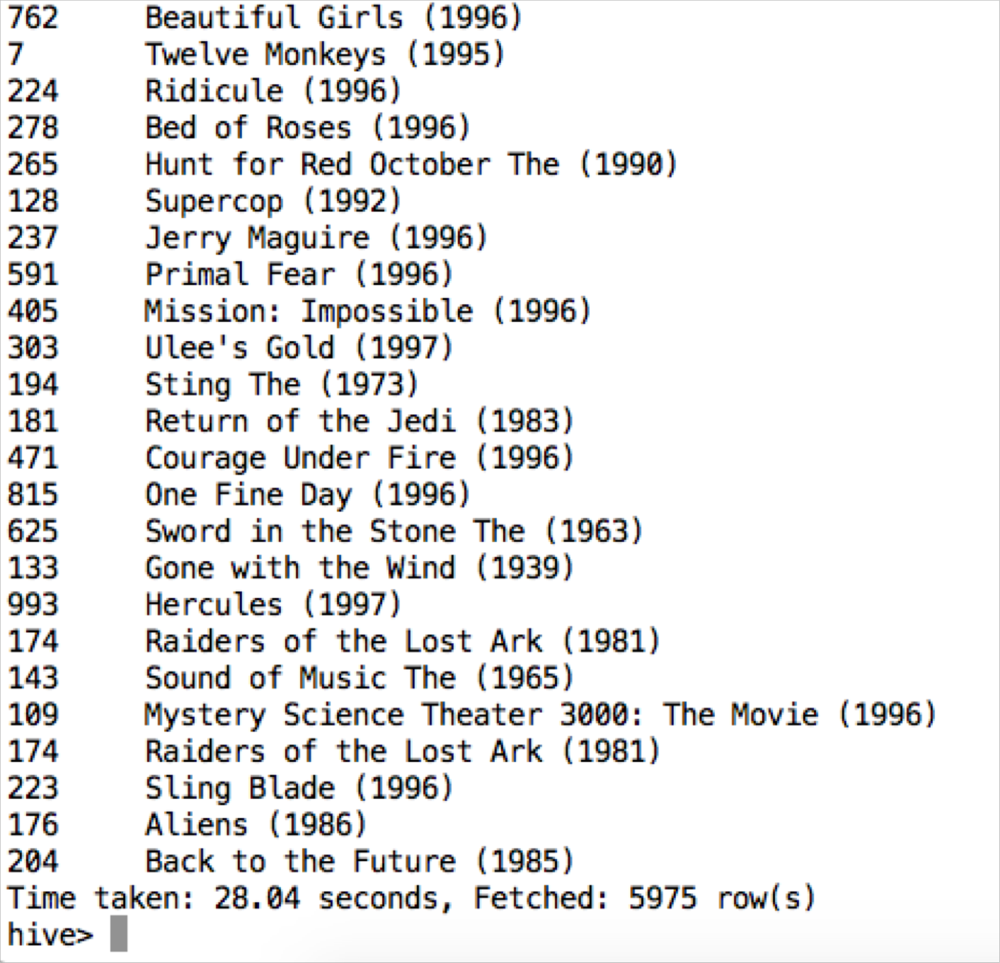 762 Beautiful Girls (1996)
7 Twelve Monkeys (1995)
224 Ridicule (1996)
278 Bed of Roses (1996)
265 Hunt for Red October The (1990)
128 Supercop (1992)
237 Jerry Maguire (1996)
591 Primal Fear (1996)
405 Mission: Impossible (1996)
303 Ulee's Gold (1997)
194 Sting The (1973)
181 Return of the Jedi (1983)
471 Courage Under Fire (1996)
815 One Fine Day (1996)
625 Sword in the Stone The (1963)
133 Gone with the Wind (1939)
993 Hercules (1997)
174 Raiders of the Lost Ark (1981)
143 Sound of Music The (1965)
109 Mystery Science Theater 3000: The Movie (1996)
174 Raiders of the Lost Ark (1981)
223 Sling Blade (1996)
176 Aliens (1986)
204 Back to the Future (1985)
Time taken: 28.04 seconds, Fetched: 5975 row(s)
hive>